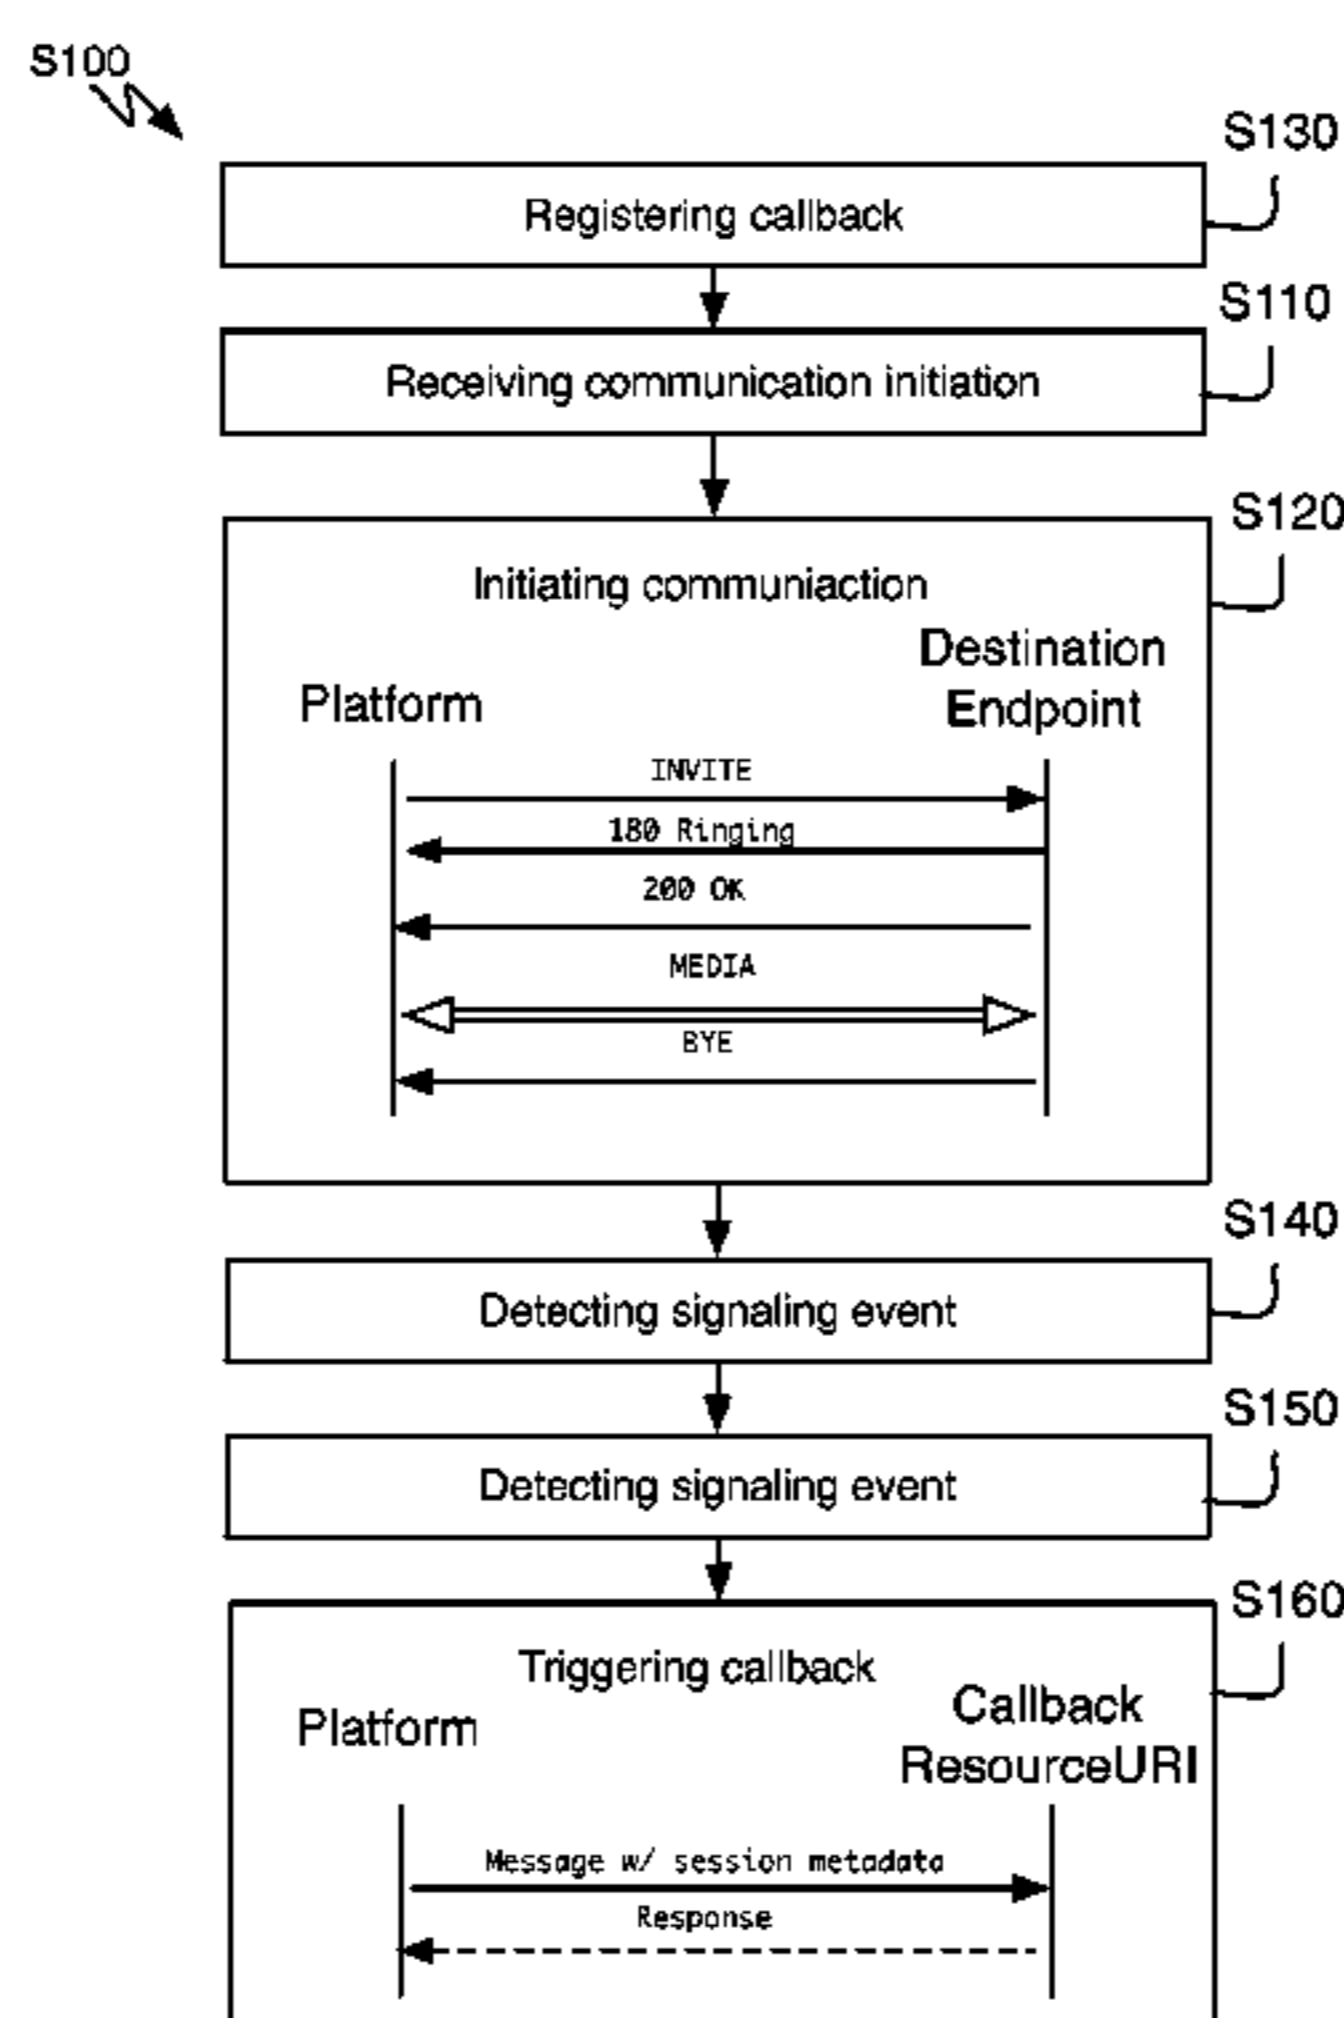 S100
S130
Registering callback
S110
Receiving communication initiation
S120
Initiating communiaction
Destination
Endpoint
Platform
INVITE
180 Ringing
200 OK
MEDIA
BYE
S140
Detecting signaling event
S150
Detecting signaling event
S160
Triggering callback
Callback
ResourceURI
Platform
Message w/ session metadata
Response